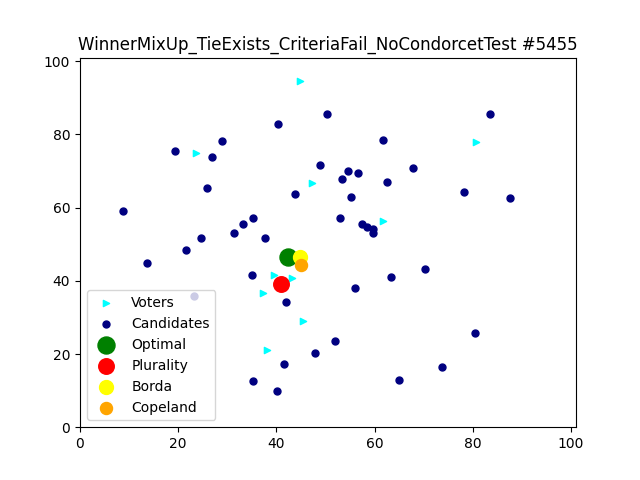 WinnerMixUp_TieExists_CriteriaFail_NoCondorcetTest #5455
100
80
60
40
20
0
Voters
Candidates
Optimal
Plurality
Borda
Copeland
0 20 40 60 80 100